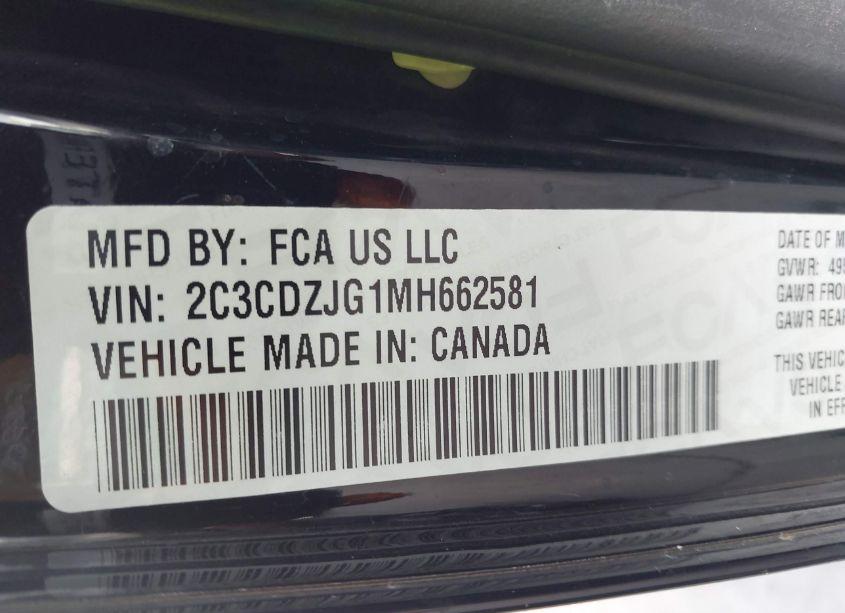 MFD BY: FCA US LLC
VIN: 2C3CDZJG1MH662581
VEHICLE MADE IN: CANADA
DATE OF M
GVWR: 49
GAWR FRO
GAWR REAR
THIS VEHIC
VEHICLE
IN EFF